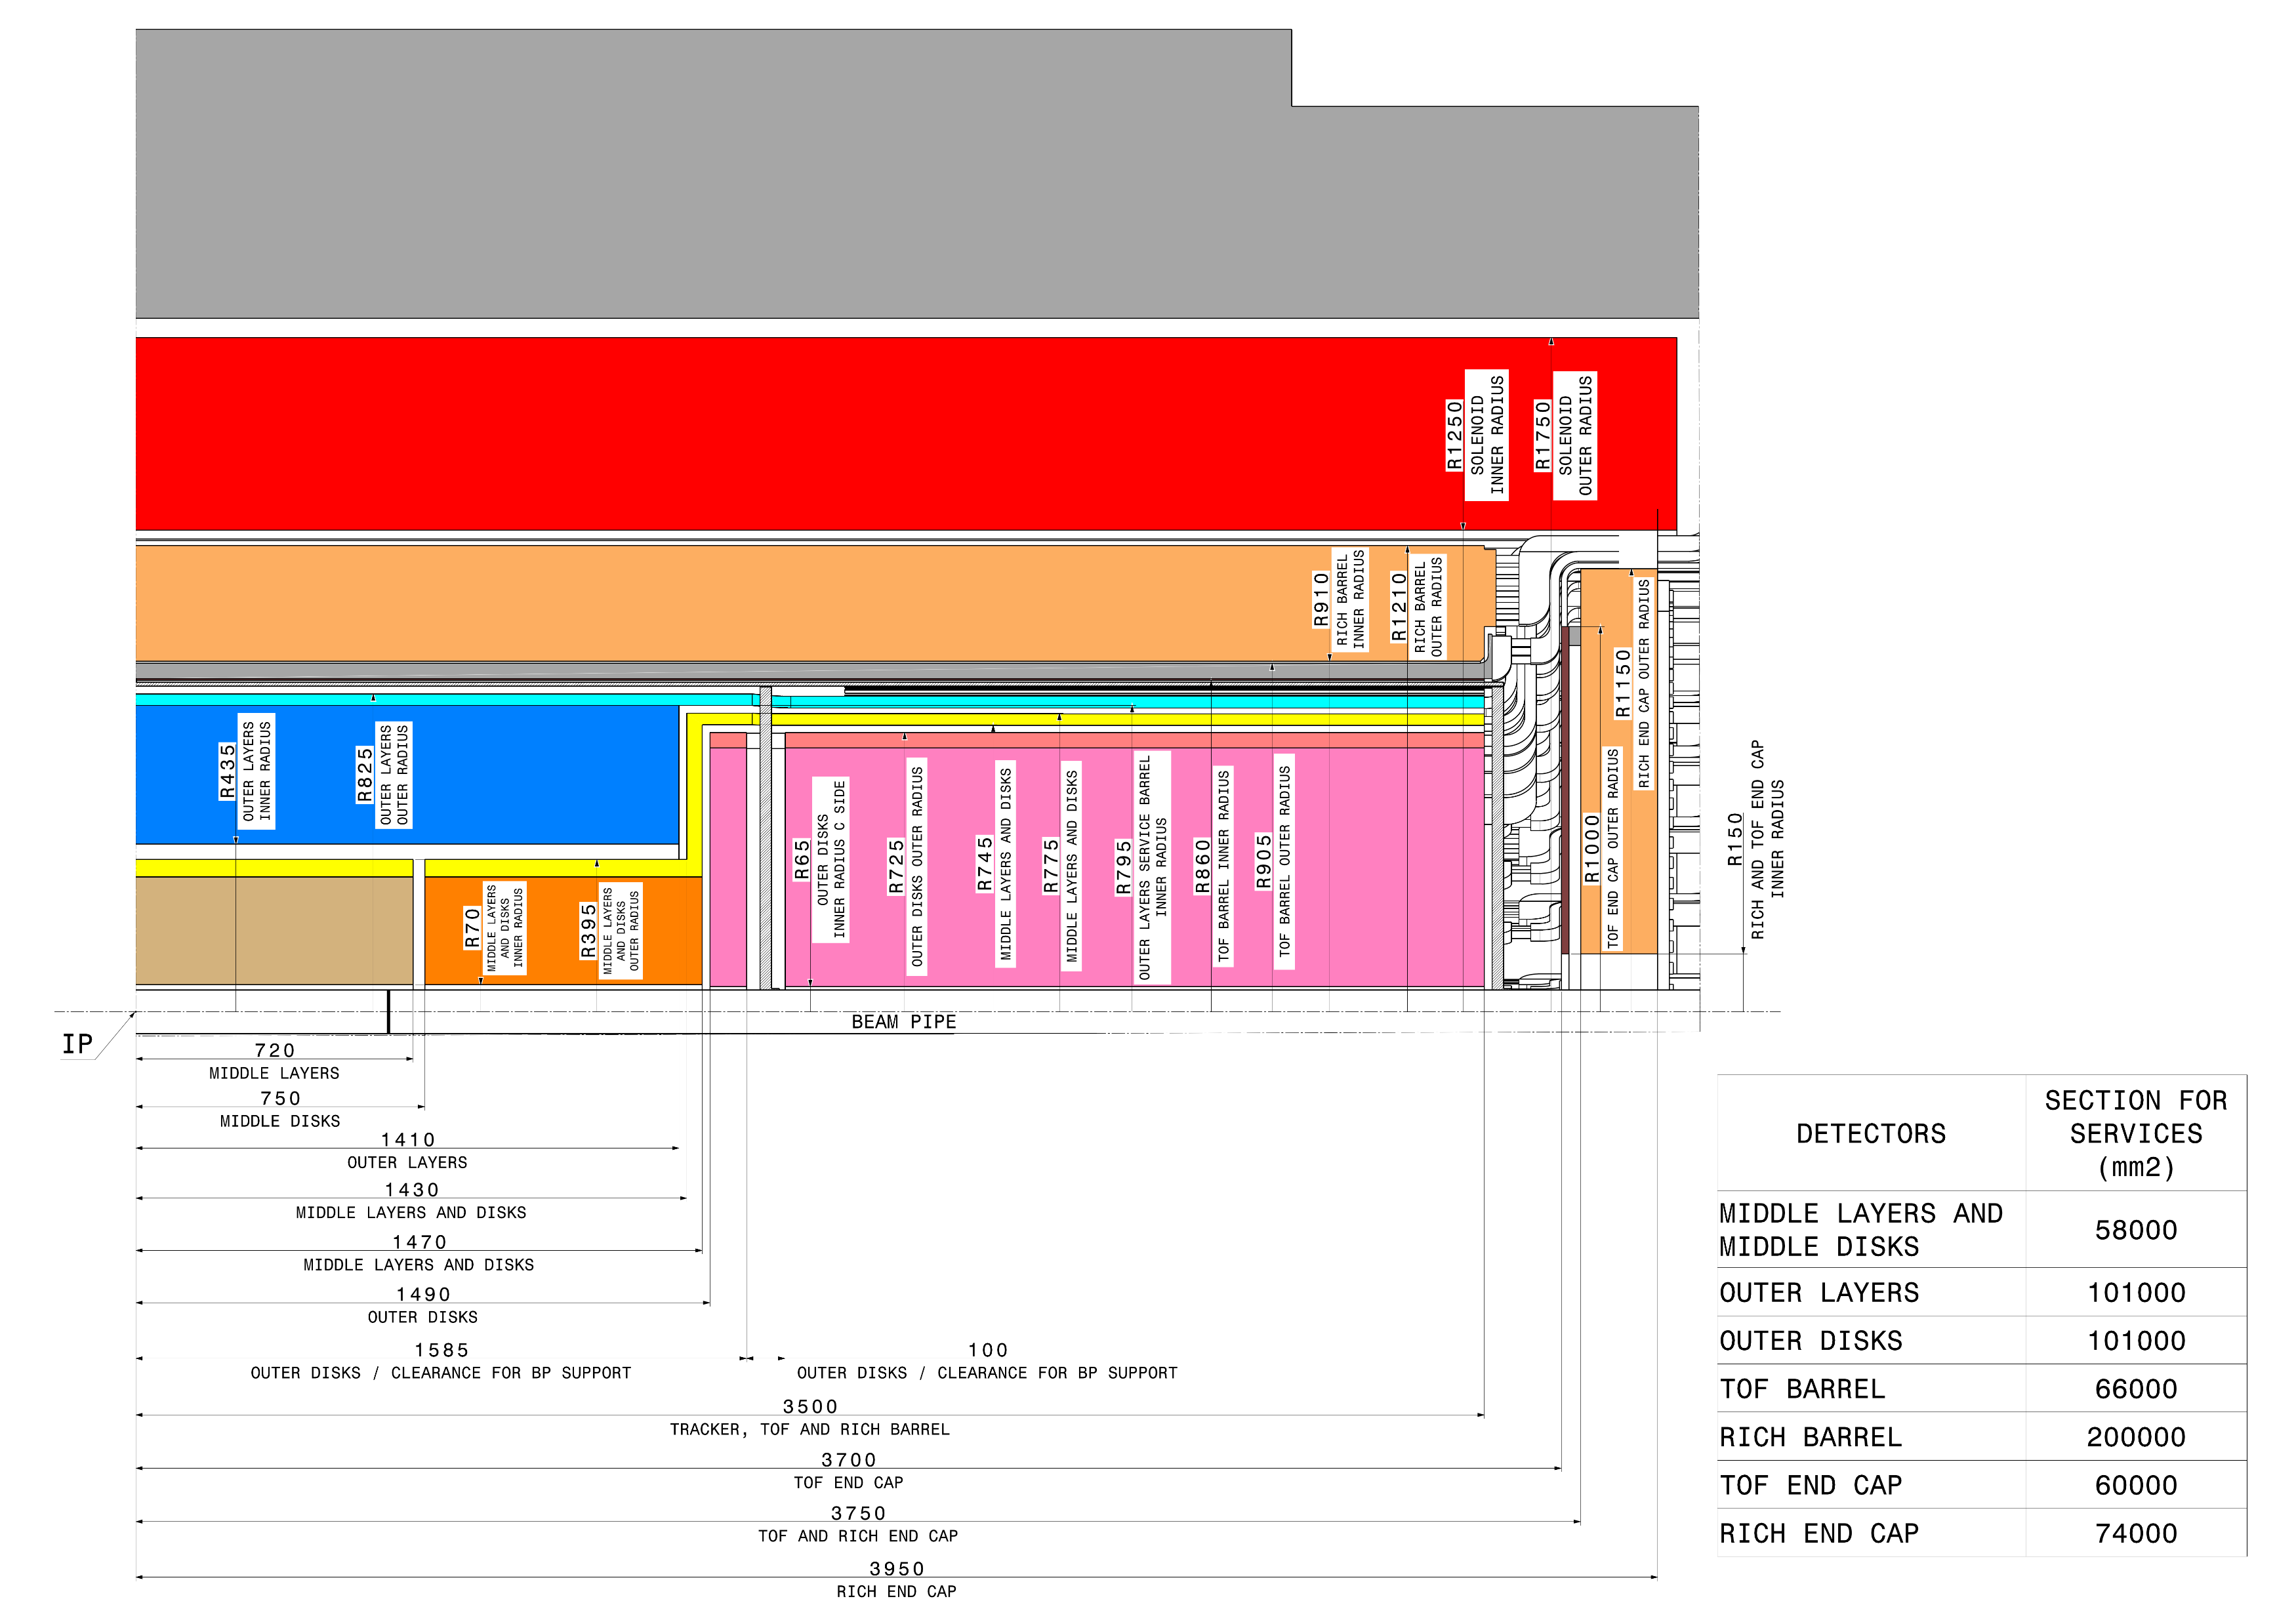 R1250
SOLENOID
INNER RADIUS
R1750
SOLENOID
OUTER RADIUS
R910
RICH BARREL
INNER RADIUS
R1210
RICH BARREL
OUTER RADIUS
R1150
RICH END CAP OUTER RADIUS
R435
OUTER LAYERS
INNER RADIUS
R825
OUTER LAYERS
OUTER RADIUS
R70
MIDDLE LAYERS
AND DISKS
INNER RADIUS
R395
MIDDLE LAYERS
AND DISKS
OUTER RADIUS
R65
OUTER DISKS
INNER RADIUS C SIDE
R725
OUTER DISKS OUTER RADIUS
R745
MIDDLE LAYERS AND DISKS
R775
MIDDLE LAYERS AND DISKS
R795
OUTER LAYERS SERVICE BARREL
INNER RADIUS
R860
TOF BARREL INNER RADIUS
R905
TOF BARREL OUTER RADIUS
R1000
TOF END CAP OUTER RADIUS
R150
RICH AND TOF END CAP
INNER RADIUS
BEAM PIPE
IP
720
MIDDLE LAYERS
750
MIDDLE DISKS
1410
OUTER LAYERS
1430
MIDDLE LAYERS AND DISKS
1470
MIDDLE LAYERS AND DISKS
1490
OUTER DISKS
1585
OUTER DISKS / CLEARANCE FOR BP SUPPORT
100
OUTER DISKS / CLEARANCE FOR BP SUPPORT
3500
TRACKER, TOF AND RICH BARREL
3700
TOF END CAP
3750
TOF AND RICH END CAP
3950
RICH END CAP
DETECTORS
SECTION FOR
SERVICES
(mm2)
MIDDLE LAYERS AND
MIDDLE DISKS
58000
OUTER LAYERS 101000
OUTER DISKS 101000
TOF BARREL 66000
RICH BARREL 200000
TOF END CAP 60000
RICH END CAP 74000